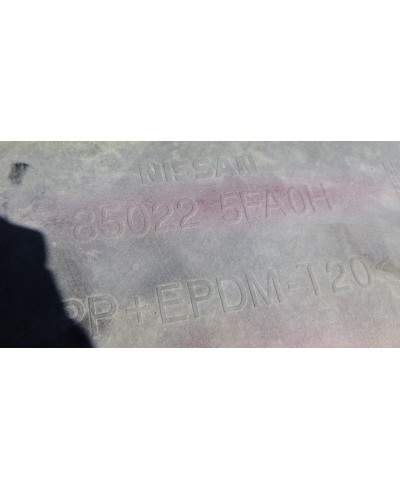 NISSAN
85022 5FA0H
PP+EPDM-T20<